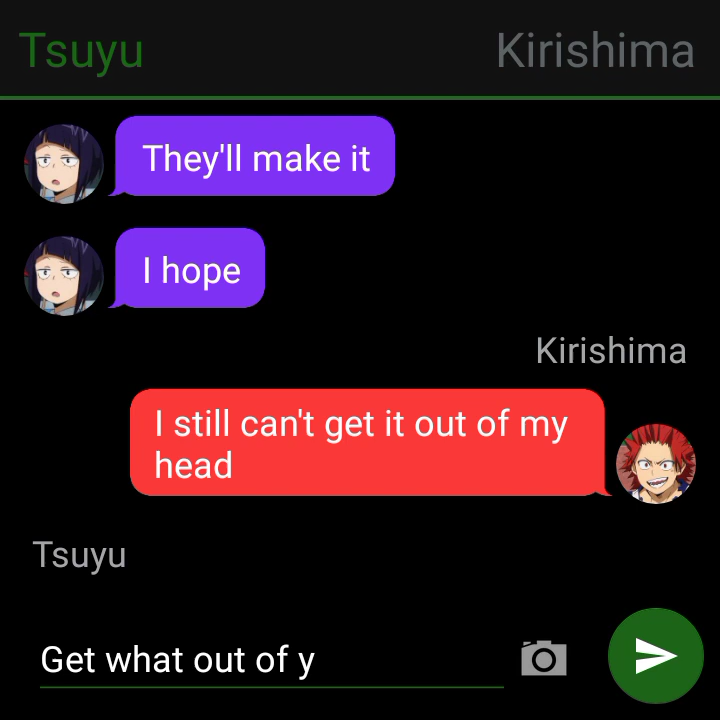 Tsuyu Kirishima
They'll make it
I hope
Kirishima
I still can't get it out of my
head
Tsuyu
Get what out of y